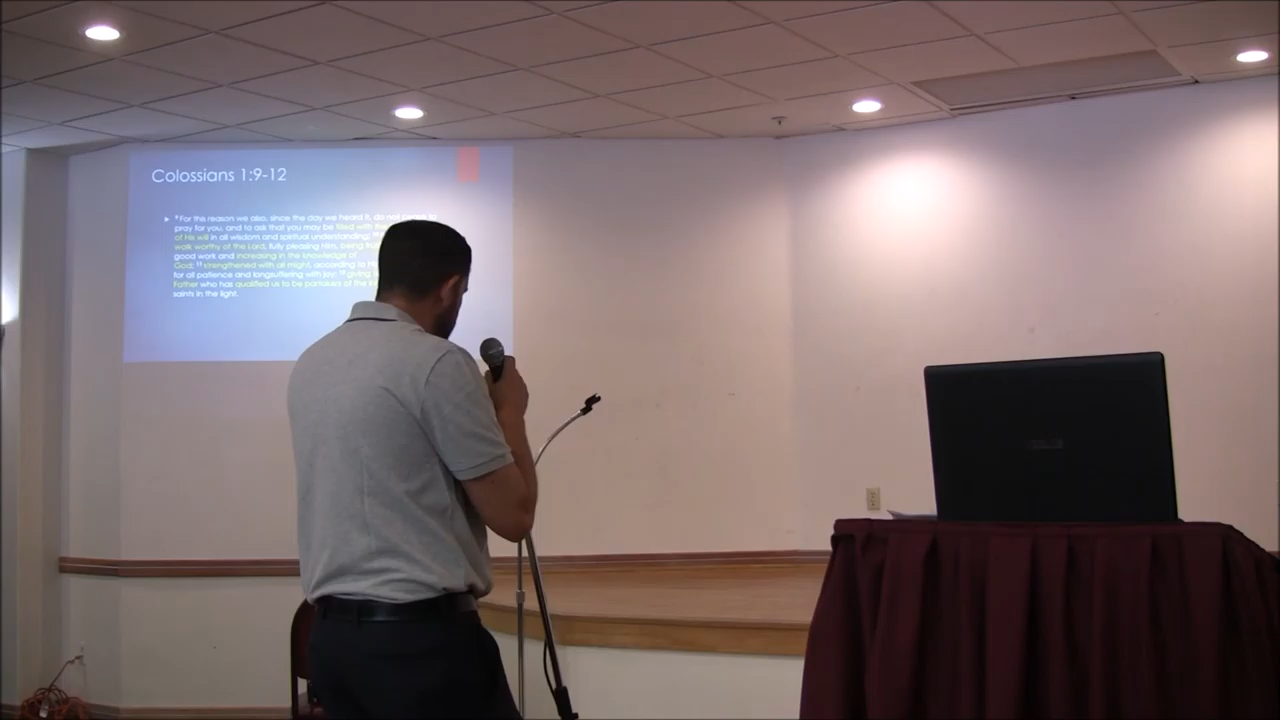 Colossians 1:9-12
⁹ For this reason we also, since the day we heard it, do not cease to
pray for you, and to ask that you may be filled with
of His will in all wisdom and spiritual understanding;
walk worthy of the Lord, fully pleasing Him, being
good work and increasing in the knowledge of
God; ¹¹ strengthened with all might, according to
for all patience and longsuffering with joy; ¹² giving
Father who has qualified us to be partakers of the
saints in the light.